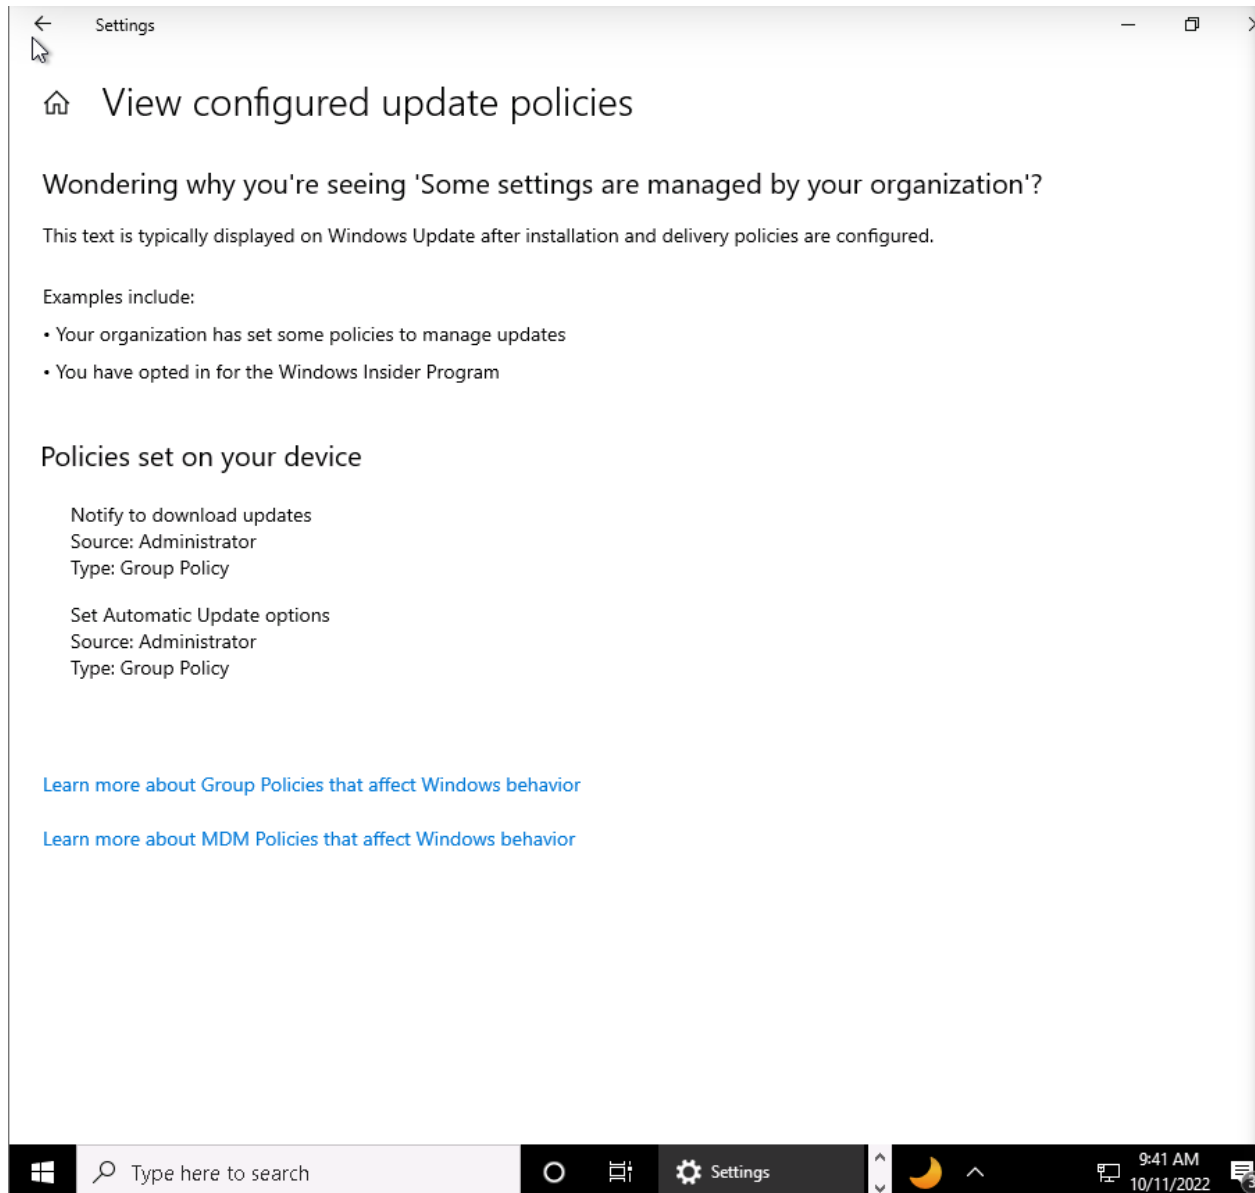 Settings
View configured update policies
Wondering why you're seeing 'Some settings are managed by your organization'?
This text is typically displayed on Windows Update after installation and delivery policies are configured.
Examples include:
• Your organization has set some policies to manage updates
• You have opted in for the Windows Insider Program
Policies set on your device
Notify to download updates
Source: Administrator
Type: Group Policy
Set Automatic Update options
Source: Administrator
Type: Group Policy
Learn more about Group Policies that affect Windows behavior
Learn more about MDM Policies that affect Windows behavior
Type here to search
Settings
9:41 AM
10/11/2022